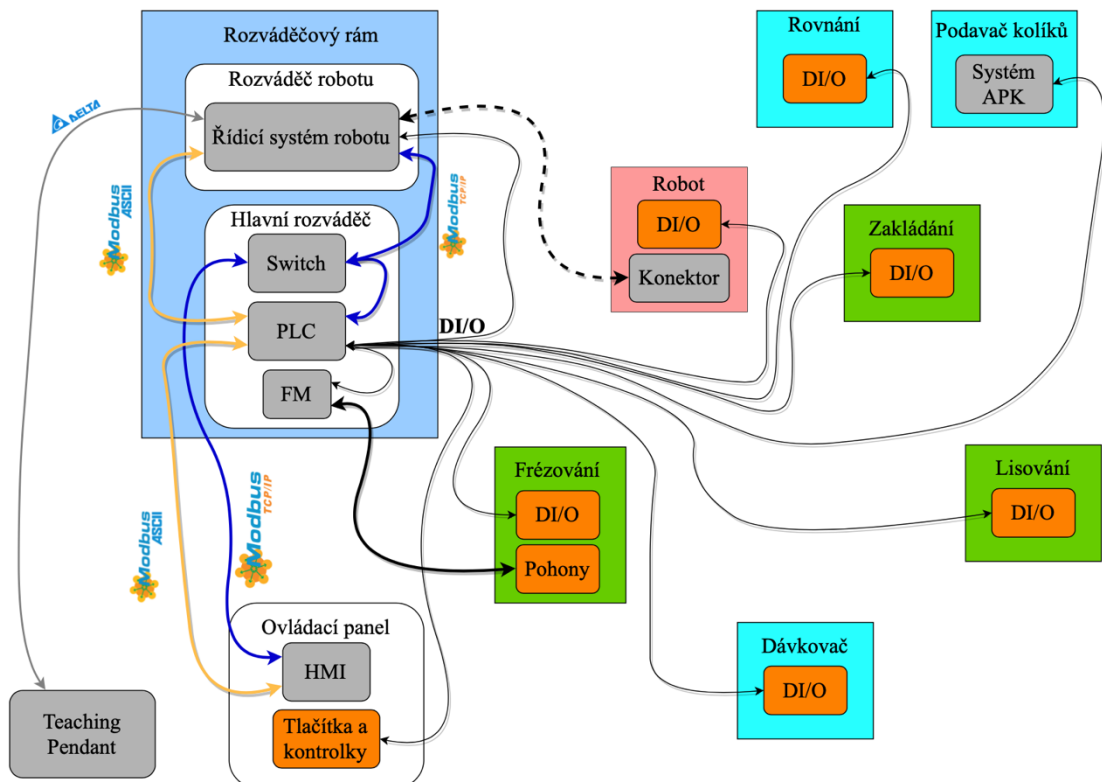 Rozváděčový rám
Rozváděč robotu
Řídicí systém robotu
DELTA
Modbus
ASCII
Modbus
TCP/IP
Hlavní rozváděč
Switch
PLC
FM
DI/O
Rovnání
DI/O
Podavač kolíků
Systém
APK
Robot
DI/O
Konektor
Zakládání
DI/O
Frézování
DI/O
Pohony
Lisování
DI/O
Modbus
ASCII
Modbus
TCP/IP
Ovládací panel
HMI
Tlačítka a
kontrolky
Dávkovač
DI/O
Teaching
Pendant